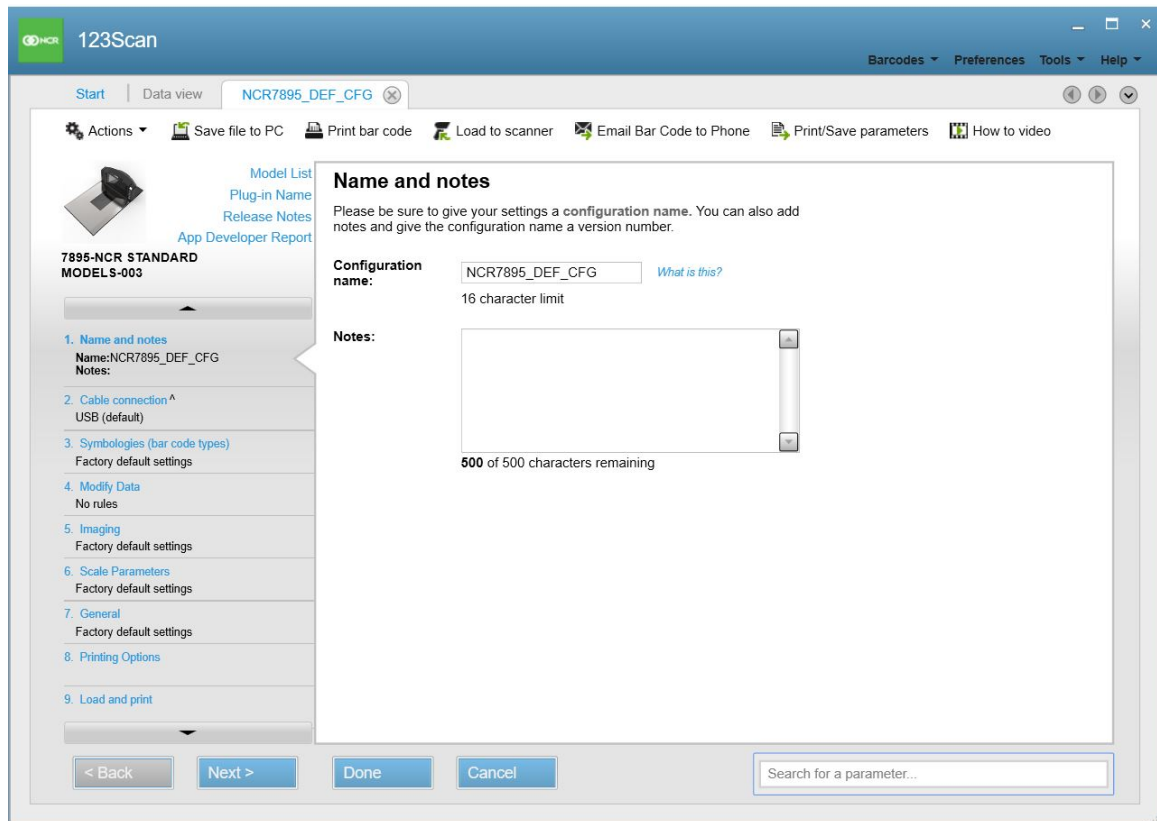 NCR
123Scan
Barcodes Preferences Tools Help
Start Data view NCR7895_DEF_CFG
Actions Save file to PC Print bar code Load to scanner Email Bar Code to Phone Print/Save parameters How to video
Model List
Plug-in Name
Release Notes
App Developer Report
7895-NCR STANDARD
MODELS-003
1. Name and notes
Name:NCR7895_DEF_CFG
Notes:
2. Cable connection ^
USB (default)
3. Symbologies (bar code types)
Factory default settings
4. Modify Data
No rules
5. Imaging
Factory default settings
6. Scale Parameters
Factory default settings
7. General
Factory default settings
8. Printing Options
9. Load and print
Name and notes
Please be sure to give your settings a configuration name. You can also add
notes and give the configuration name a version number.
Configuration
name:
NCR7895_DEF_CFG What is this?
16 character limit
Notes:
500 of 500 characters remaining
< Back Next > Done Cancel Search for a parameter...